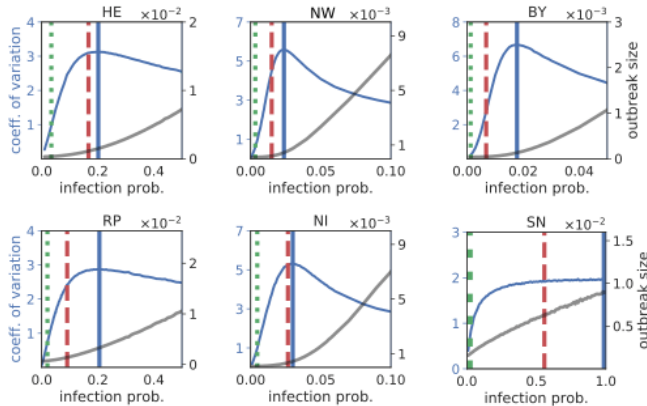 HE
×10⁻²
coeff. of variation
4
3
2
1
2
1
0
0.0 0.2 0.4
infection prob.
NW
×10⁻³
7
5
3
1
8
5
1
0.00 0.05 0.10
infection prob.
BY
×10⁻³
8
6
4
2
0
3
2
1
0
outbreak size
0.00 0.02 0.04
infection prob.
RP
×10⁻²
coeff. of variation
4
3
2
1
2
1
0
0.0 0.2 0.4
infection prob.
NI
×10⁻³
7
5
3
1
9
5
1
0.00 0.05 0.10
infection prob.
SN
×10⁻²
3
2
1
0
1.5
1.0
0.5
outbreak size
0.0 0.5 1.0
infection prob.